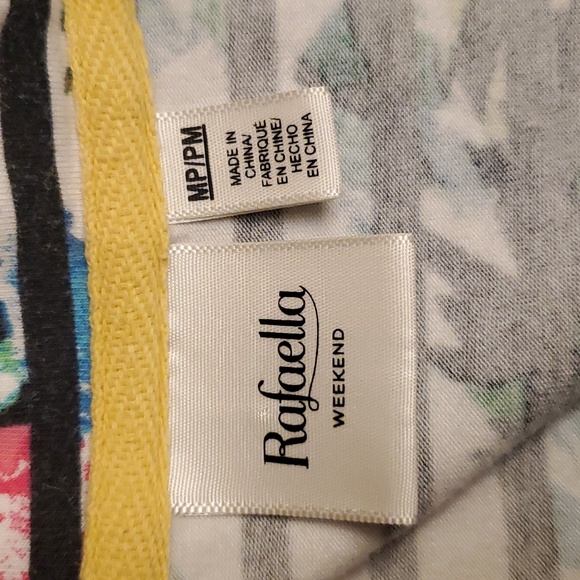 MP/PM
MADE IN
CHINA/
FABRIQUÉ
EN CHINE/
HECHO
EN CHINA
Rafaella
WEEKEND